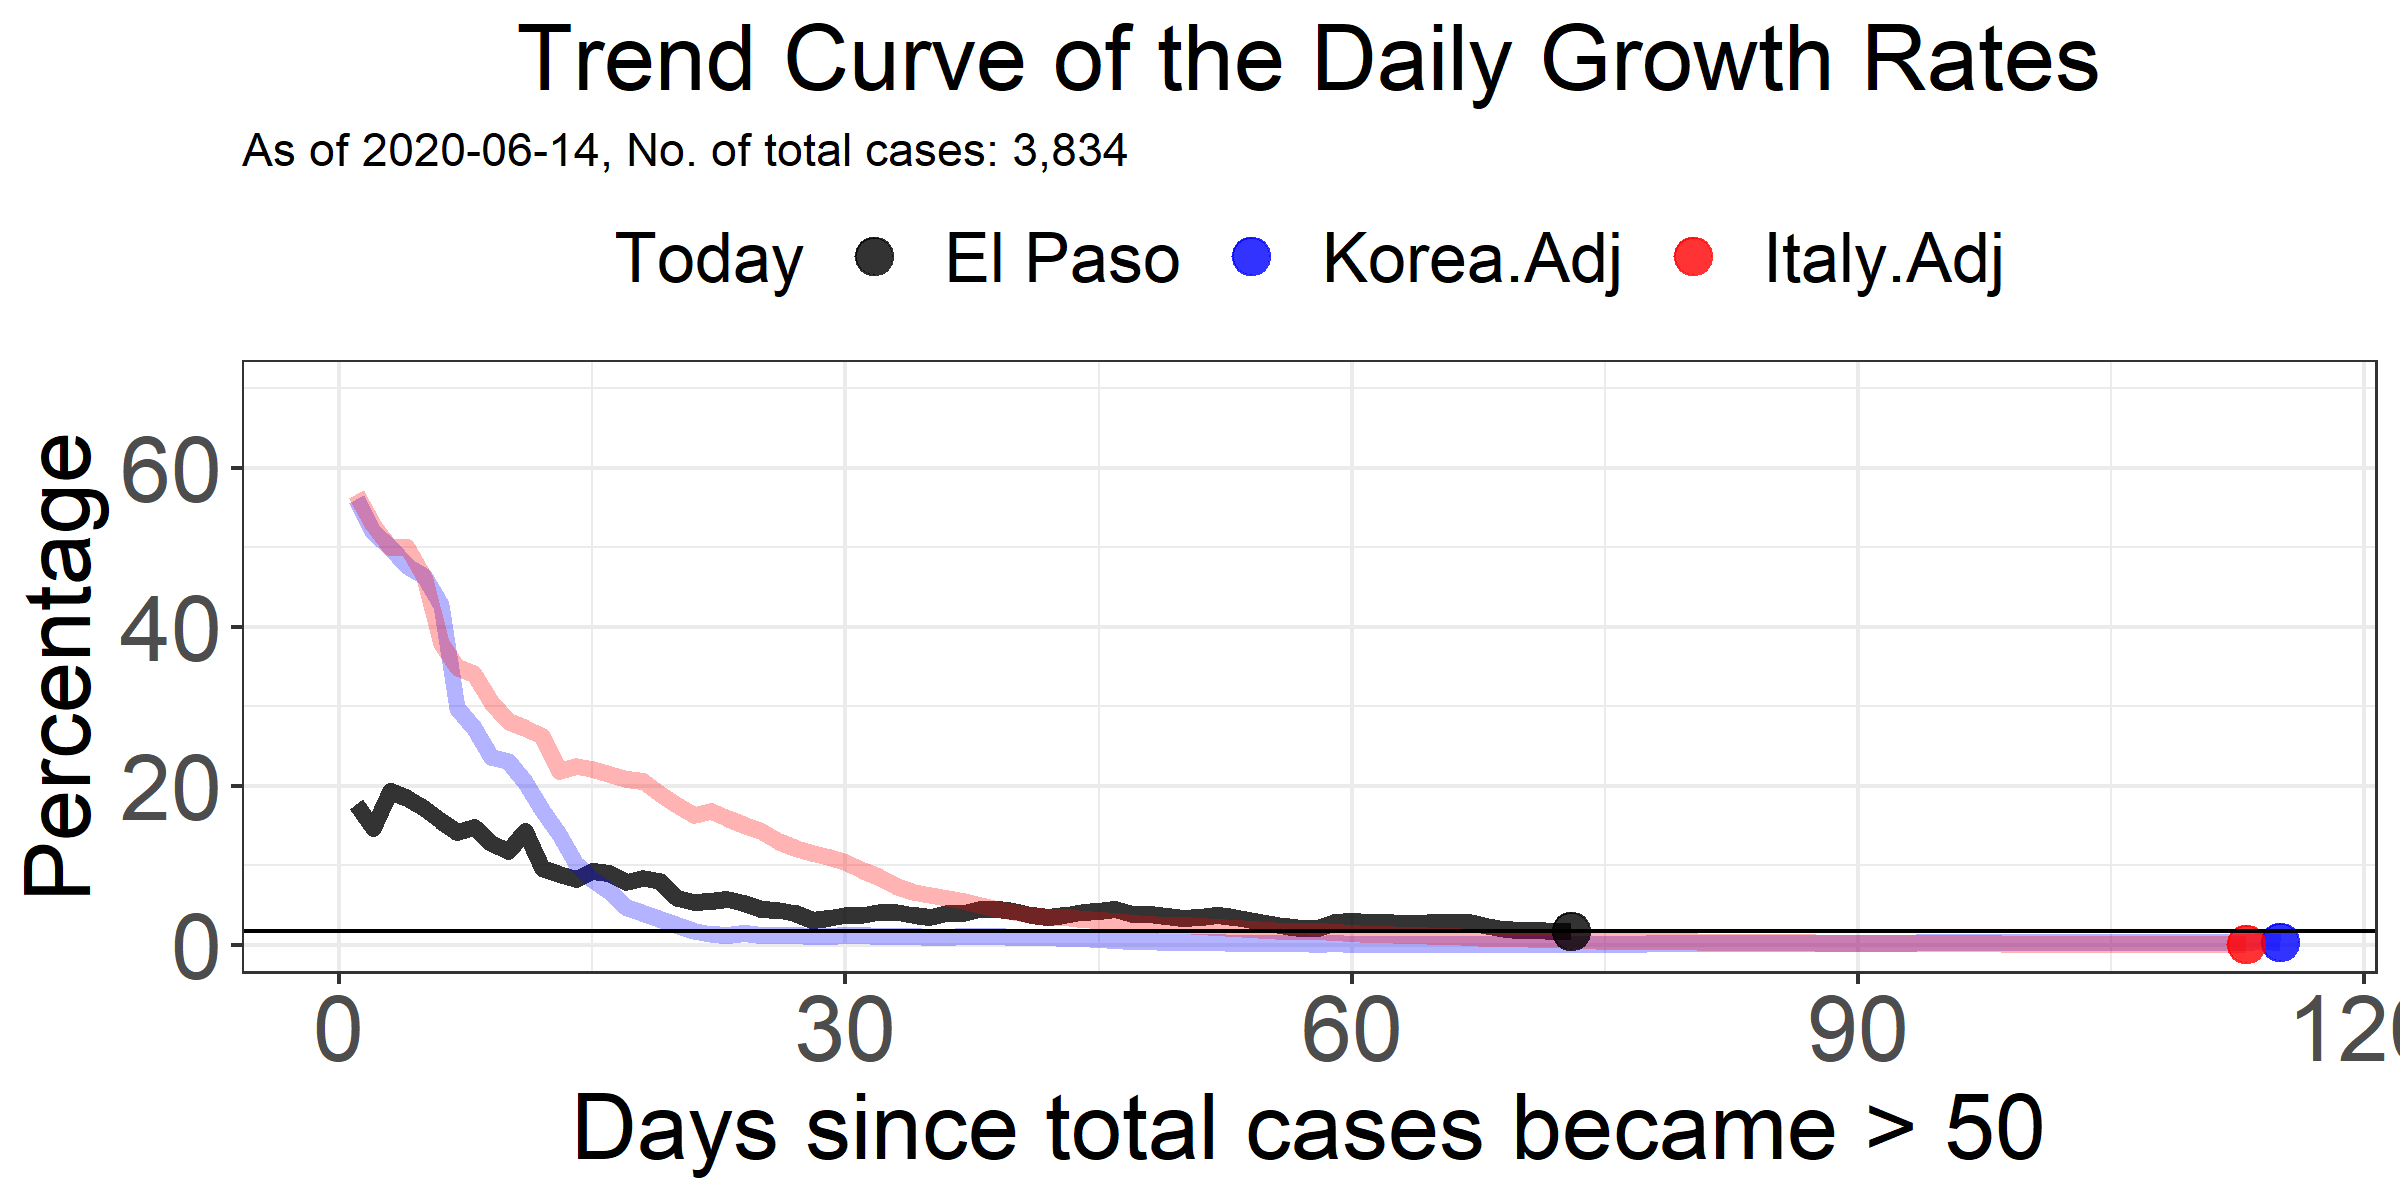 Trend Curve of the Daily Growth Rates
As of 2020-06-14, No. of total cases: 3,834
Today El Paso Korea.Adj Italy.Adj
Percentage
60
40
20
0
0 30 60 90 120
Days since total cases became > 50